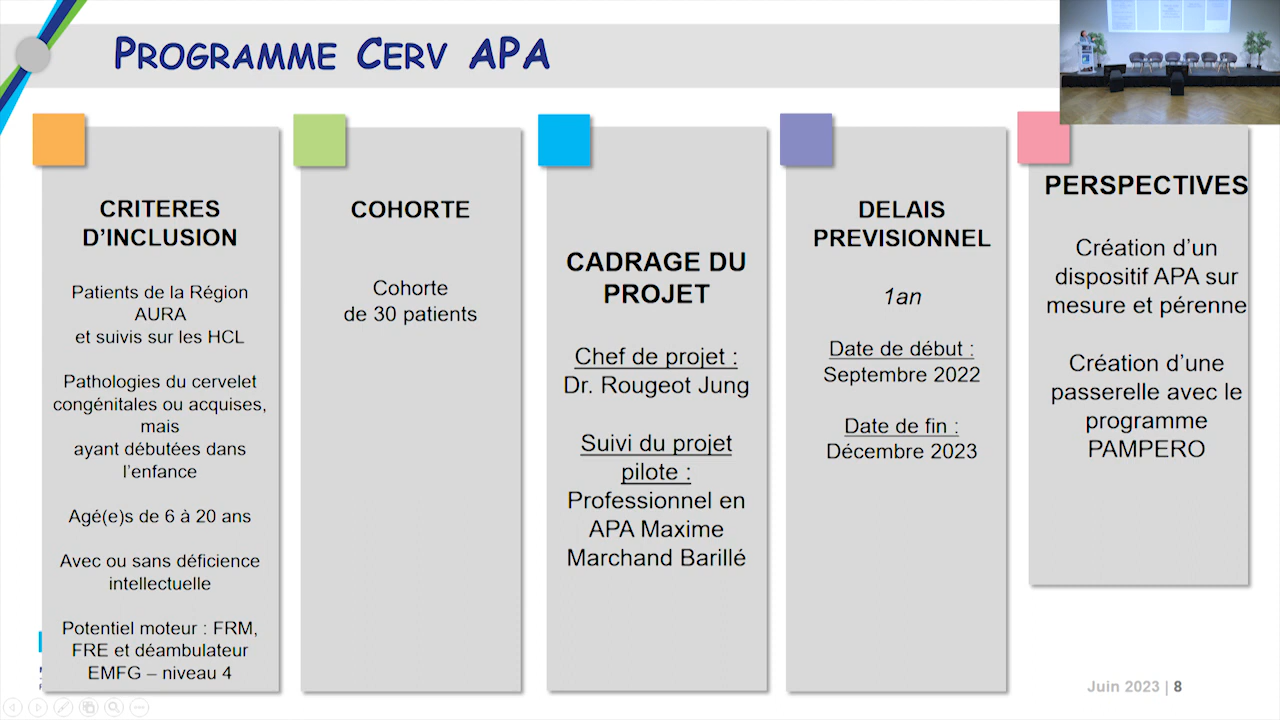 PROGRAMME CERV APA
CRITERES
D'INCLUSION
Patients de la Région
AURA
et suivis sur les HCL
Pathologies du cervelet
congénitales ou acquises,
mais
ayant débutées dans
l'enfance
Agé(e)s de 6 à 20 ans
Avec ou sans déficience
intellectuelle
Potentiel moteur : FRM,
FRE et déambulateur
EMFG – niveau 4
COHORTE
Cohorte
de 30 patients
CADRAGE DU
PROJET
Chef de projet :
Dr. Rougeot Jung
Suivi du projet
pilote :
Professionnel en
APA Maxime
Marchand Barillé
DELAIS
PREVISIONNEL
1an
Date de début :
Septembre 2022
Date de fin :
Décembre 2023
PERSPECTIVES
Création d'un
dispositif APA sur
mesure et pérenne
Création d'une
passerelle avec le
programme
PAMPERO
Juin 2023 | 8